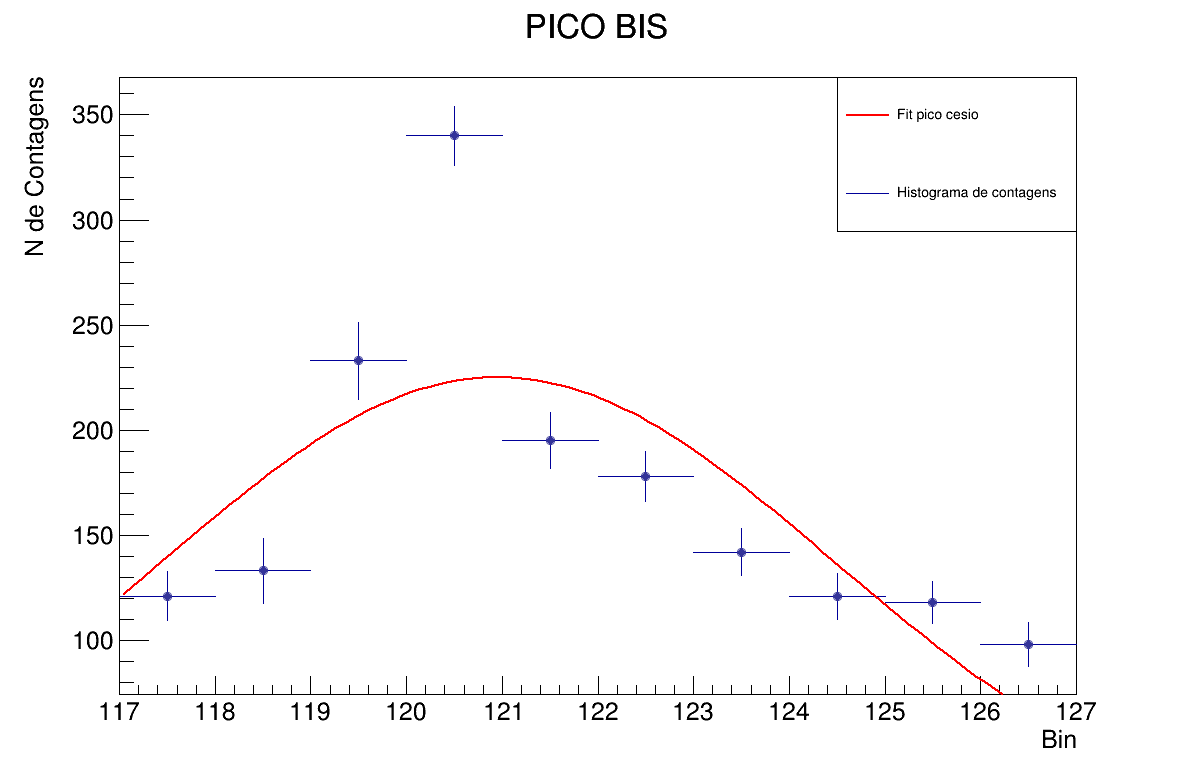 PICO BIS
N de Contagens
350
300
250
200
150
100
Fit pico cesio
Histograma de contagens
117 118 119 120 121 122 123 124 125 126 127
Bin